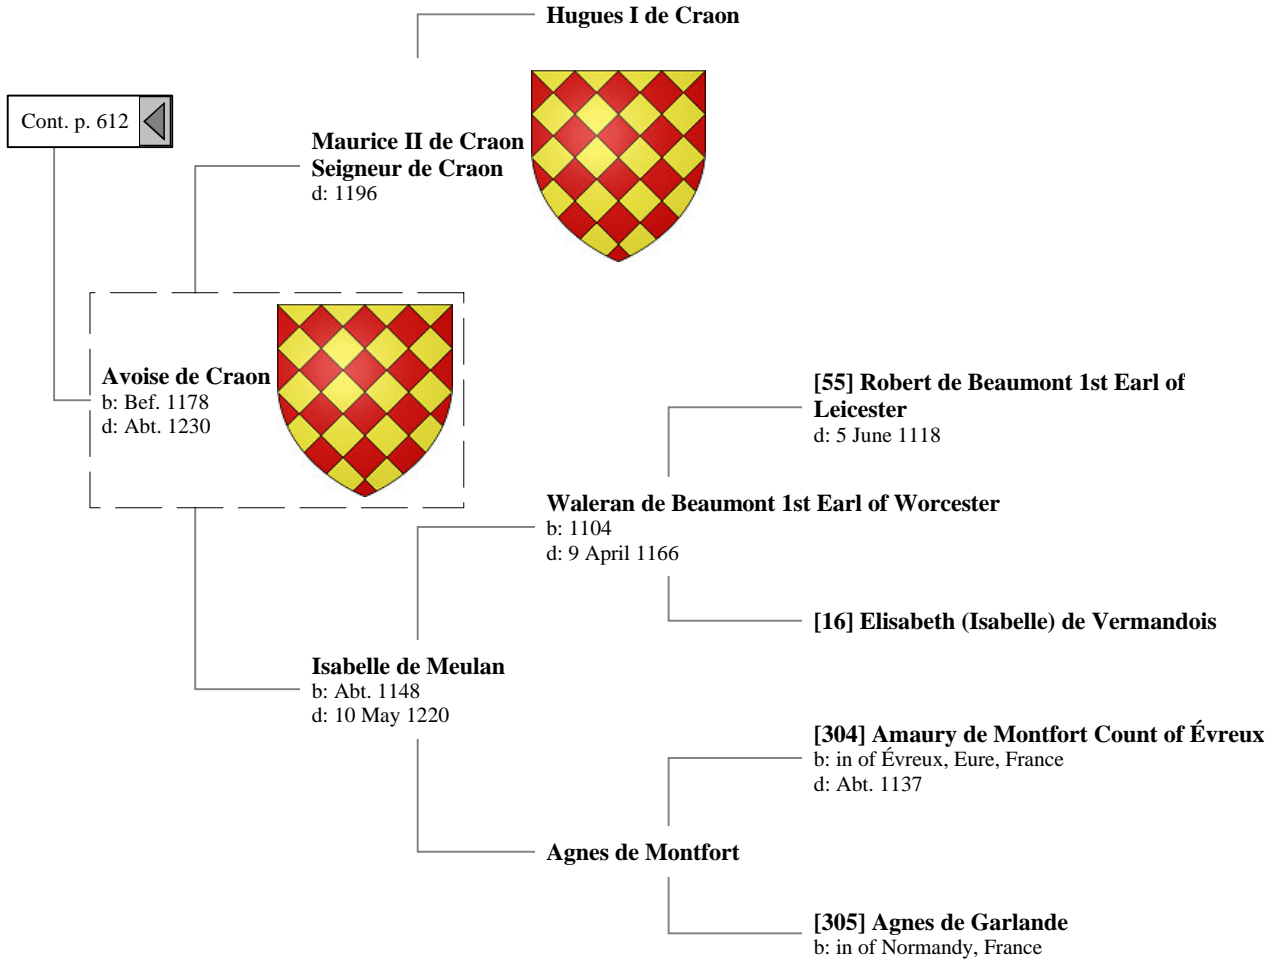 Hugues I de Craon
Cont. p. 612
Maurice II de Craon
Seigneur de Craon
d: 1196
Avoise de Craon
b: Bef. 1178
d: Abt. 1230
[55] Robert de Beaumont 1st Earl of
Leicester
d: 5 June 1118
Waleran de Beaumont 1st Earl of Worcester
b: 1104
d: 9 April 1166
[16] Elisabeth (Isabelle) de Vermandois
Isabelle de Meulan
b: Abt. 1148
d: 10 May 1220
[304] Amaury de Montfort Count of Évreux
b: in of Évreux, Eure, France
d: Abt. 1137
Agnes de Montfort
[305] Agnes de Garlande
b: in of Normandy, France